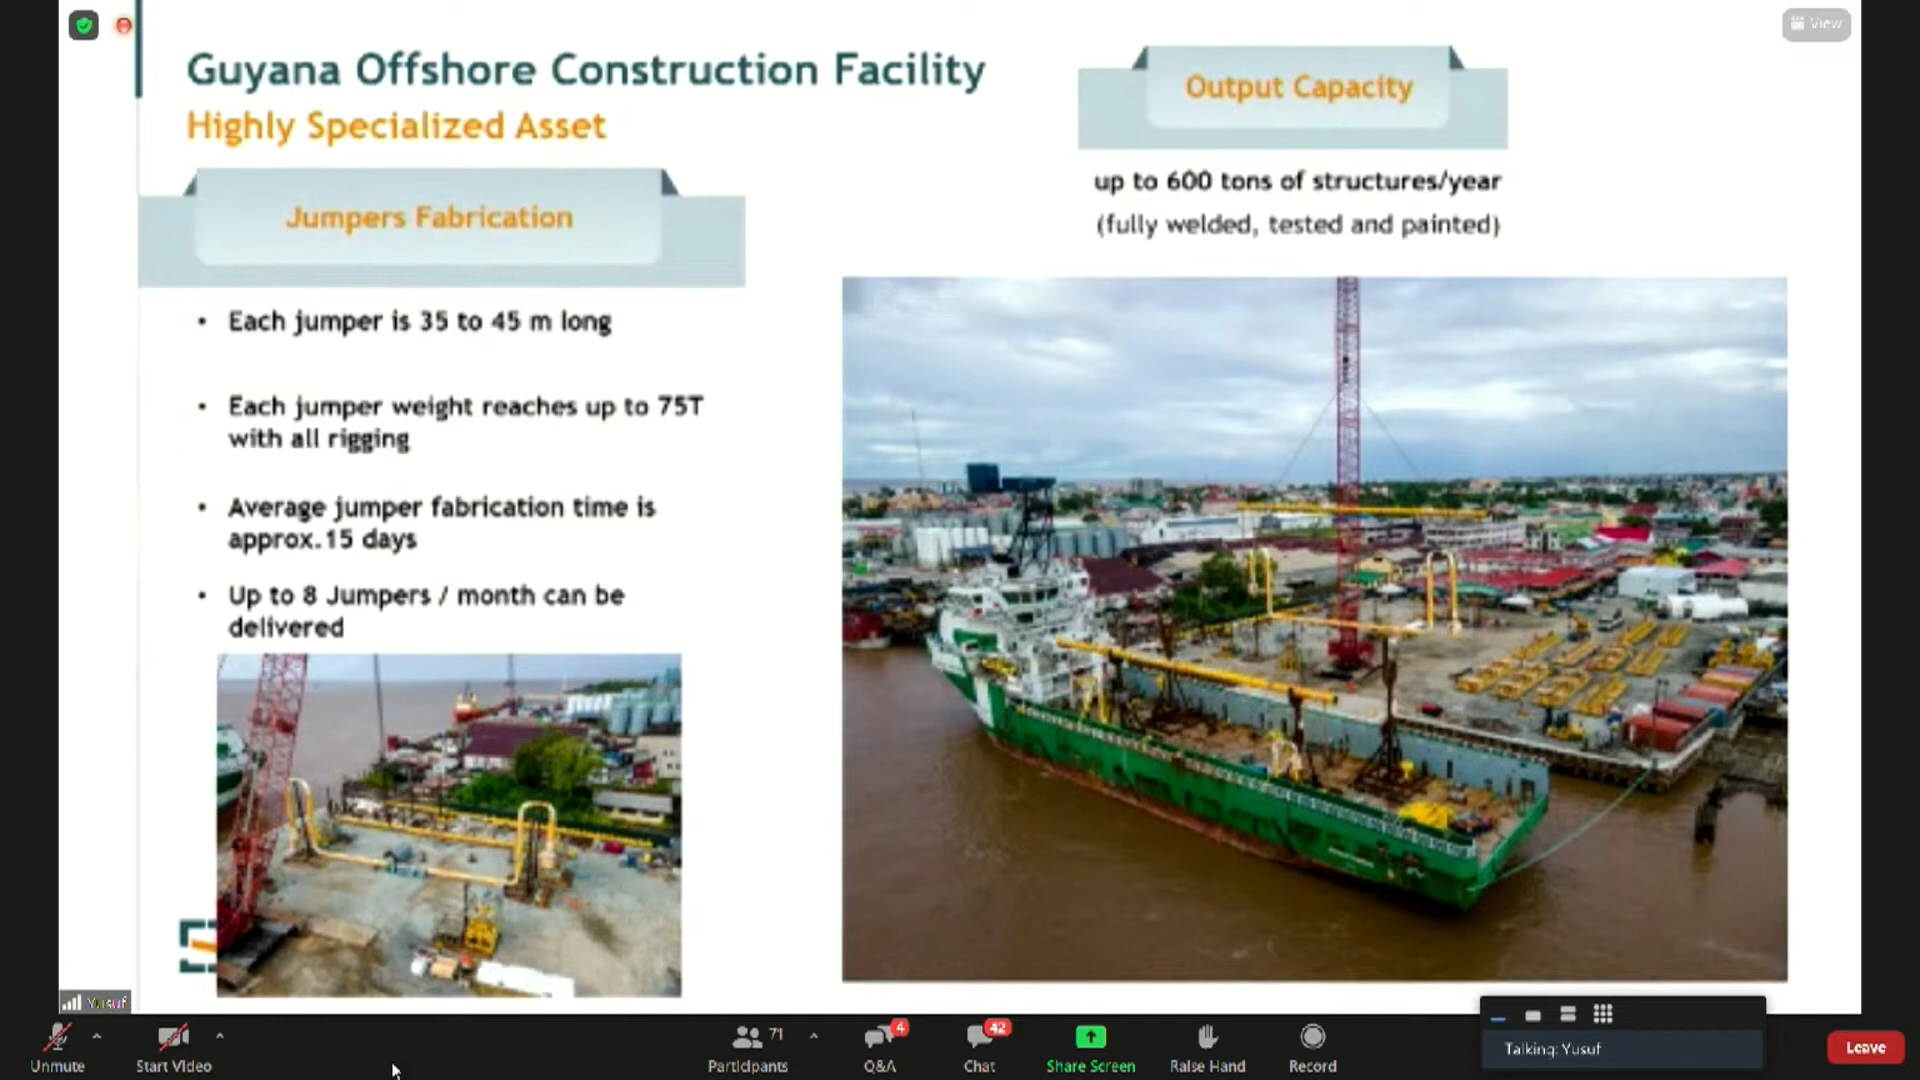 View
Guyana Offshore Construction Facility
Highly Specialized Asset
Output Capacity
up to 600 tons of structures/year
(fully welded, tested and painted)
Jumpers Fabrication
• Each jumper is 35 to 45 m long
• Each jumper weight reaches up to 75T
with all rigging
• Average jumper fabrication time is
approx.15 days
• Up to 8 Jumpers / month can be
delivered
Yusuf
Unmute
Start Video
71
Participants
4
Q&A
42
Chat
Share Screen
Raise Hand
Record
Talking: Yusuf
Leave